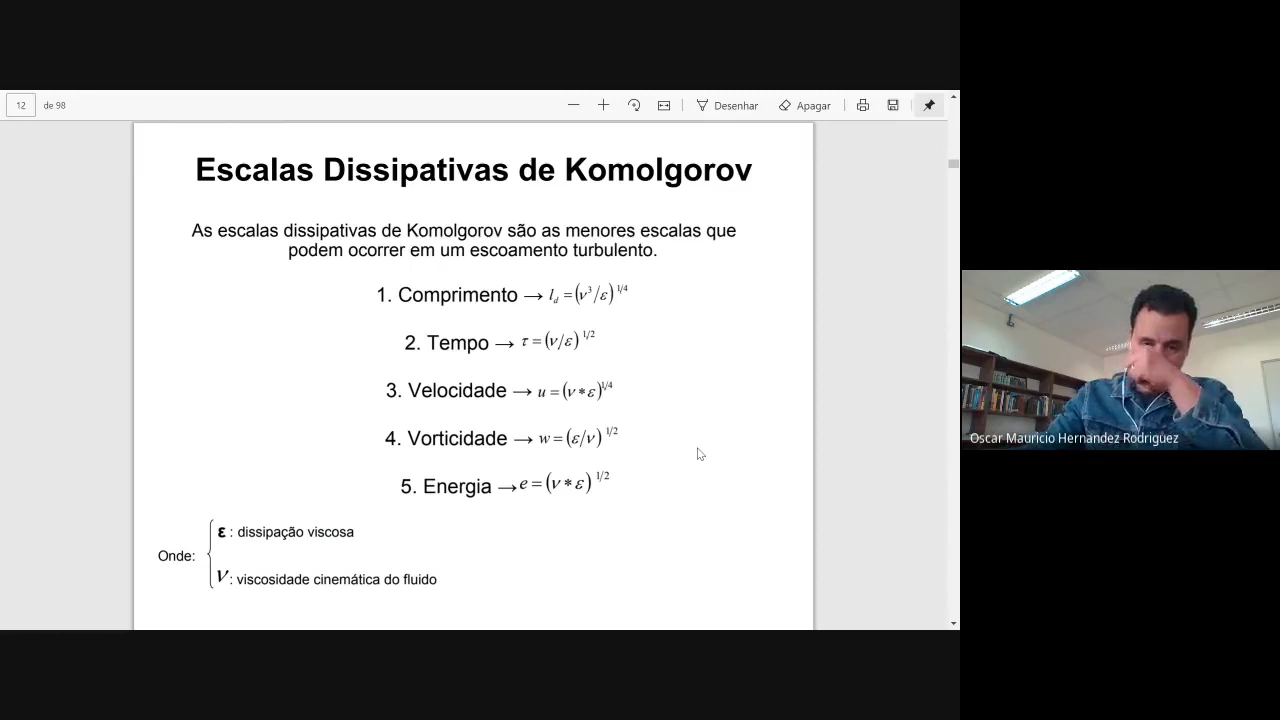 12 de 98
Desenhar
Apagar
Escalas Dissipativas de Komolgorov
As escalas dissipativas de Komolgorov são as menores escalas que
podem ocorrer em um escoamento turbulento.
1. Comprimento → l_d = (ν³/ε)^1/4
2. Tempo → τ = (ν/ε)^1/2
3. Velocidade → u = (ν * ε)^1/4
4. Vorticidade → w = (ε/ν)^1/2
5. Energia → e = (ν * ε)^1/2
Onde:
ε : dissipação viscosa
ν : viscosidade cinemática do fluido
Oscar Mauricio Hernandez Rodriguez